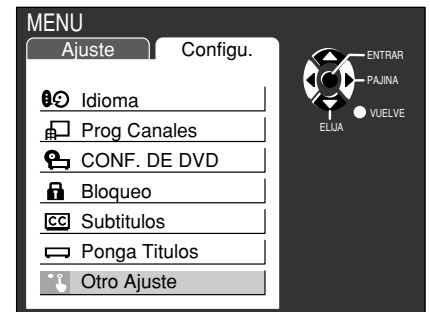 MENU
Ajuste Configu.
Idioma
Prog Canales
CONF. DE DVD
Bloqueo
CC Subtitulos
Ponga Titulos
Otro Ajuste
ENTRAR
PAJINA
VUELVE
ELIJA